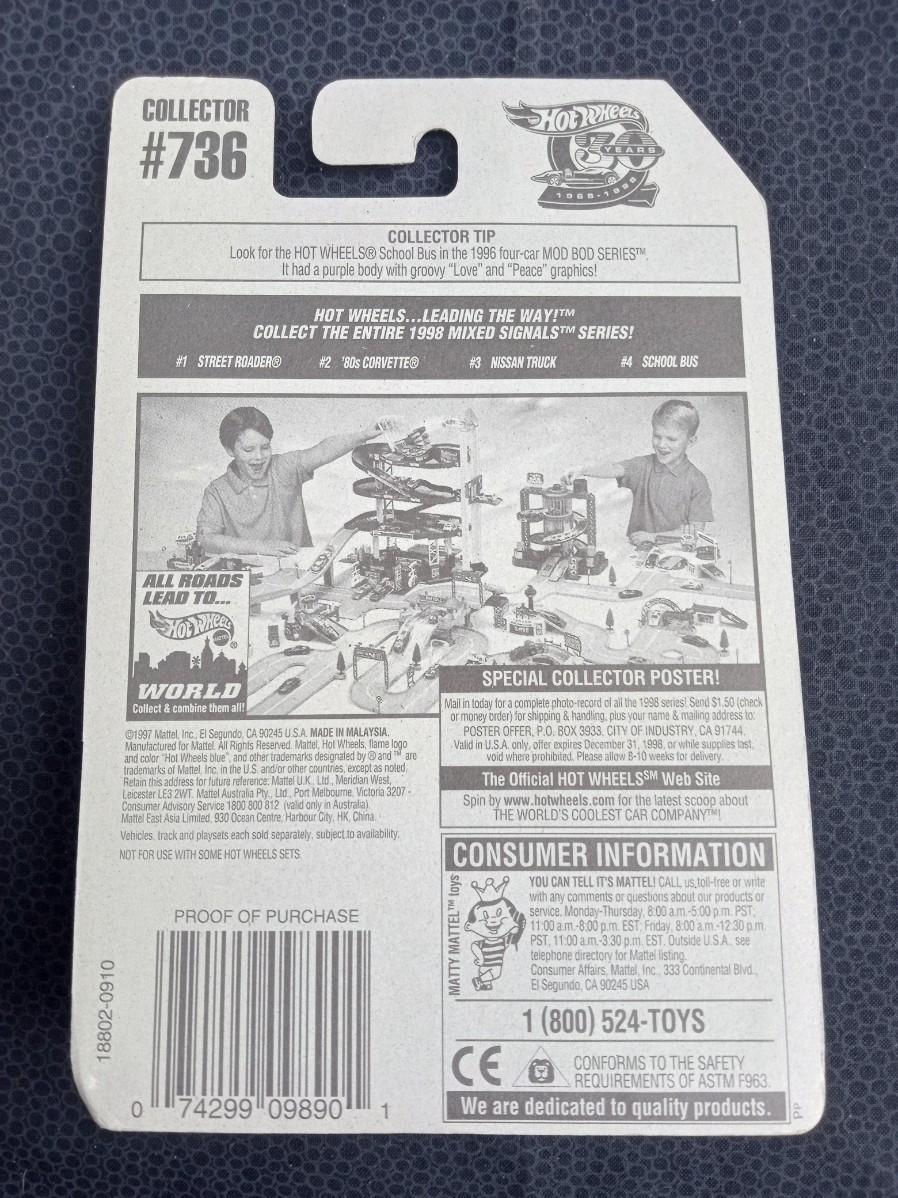 COLLECTOR
#736
HOT WHEELS
30
YEARS
1968-1998
COLLECTOR TIP
Look for the HOT WHEELS® School Bus in the 1996 four-car MOD BOD SERIES™.
It had a purple body with groovy “Love” and “Peace” graphics!
HOT WHEELS...LEADING THE WAY!™
COLLECT THE ENTIRE 1998 MIXED SIGNALS™ SERIES!
#1 STREET ROADER® #2 '80s CORVETTE® #3 NISSAN TRUCK #4 SCHOOL BUS
ALL ROADS
LEAD TO...
Hot Wheels®
MATTEL
WORLD
Collect & combine them all!
SPECIAL COLLECTOR POSTER!
Mail in today for a complete photo-record of all the 1998 series! Send $1.50 (check
or money order) for shipping & handling, plus your name & mailing address to:
POSTER OFFER, P.O. BOX 3933, CITY OF INDUSTRY, CA 91744.
Valid in U.S.A. only, offer expires December 31, 1998, or while supplies last,
void where prohibited. Please allow 8-10 weeks for delivery.
The Official HOT WHEELS℠ Web Site
Spin by www.hotwheels.com for the latest scoop about
THE WORLD'S COOLEST CAR COMPANY™!
©1997 Mattel, Inc., El Segundo, CA 90245 U.S.A. MADE IN MALAYSIA.
Manufactured for Mattel. All Rights Reserved. Mattel, Hot Wheels, flame logo
and color “Hot Wheels blue”, and other trademarks designated by ® and ™ are
trademarks of Mattel, Inc. in the U.S. and/or other countries, except as noted.
Retain this address for future reference: Mattel U.K. Ltd., Meridian West,
Leicester LE3 2WT. Mattel Australia Pty., Ltd., Port Melbourne, Victoria 3207 -
Consumer Advisory Service 1800 800 812 (valid only in Australia).
Mattel East Asia Limited, 930 Ocean Centre, Harbour City, HK, China.
Vehicles, track and playsets each sold separately, subject to availability.
NOT FOR USE WITH SOME HOT WHEELS SETS.
CONSUMER INFORMATION
MATTY MATTEL™ toys
YOU CAN TELL IT'S MATTEL! CALL us toll-free or write
with any comments or questions about our products or
service. Monday-Thursday, 8:00 a.m.-5:00 p.m. PST;
11:00 a.m.-8:00 p.m. EST; Friday, 8:00 a.m.-12:30 p.m.
PST, 11:00 a.m.-3:30 p.m. EST. Outside U.S.A., see
telephone directory for Mattel listing.
Consumer Affairs, Mattel, Inc., 333 Continental Blvd.,
El Segundo, CA 90245 USA
1 (800) 524-TOYS
CE
CONFORMS TO THE SAFETY
REQUIREMENTS OF ASTM F963.
We are dedicated to quality products.
PP
PROOF OF PURCHASE
0 74299 09890 1
18802-0910